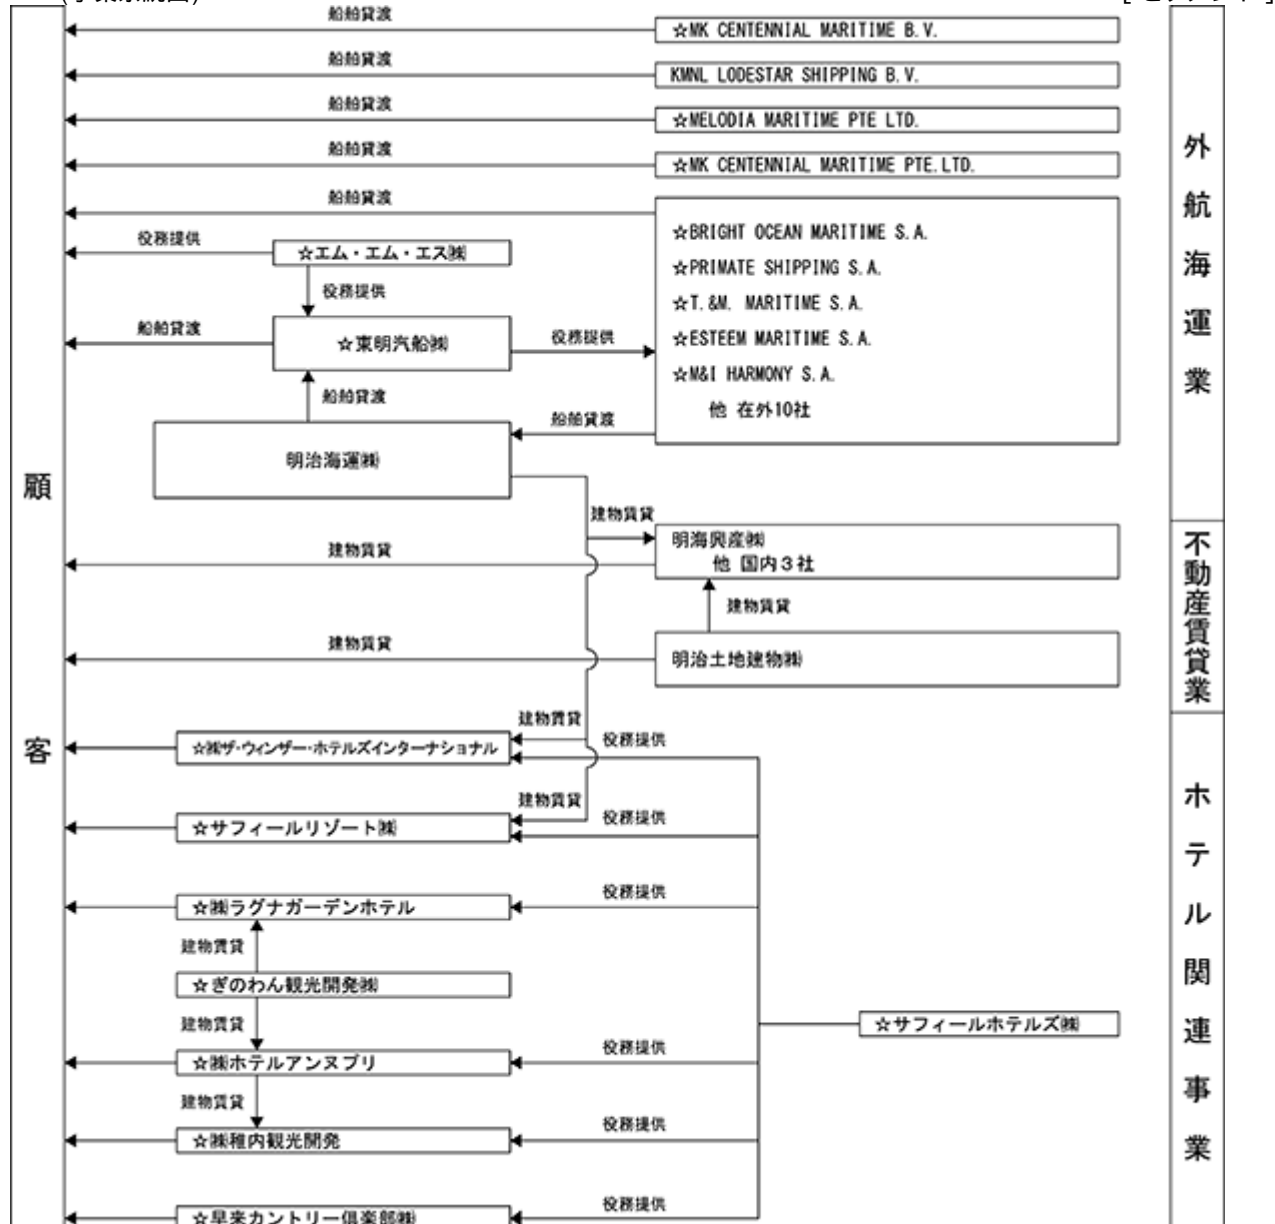 船舶貸渡
☆MK CENTENNIAL MARITIME B.V.
船舶貸渡
KMNL LODESTAR SHIPPING B.V.
船舶貸渡
☆MELODIA MARITIME PTE LTD.
船舶貸渡
☆MK CENTENNIAL MARITIME PTE.LTD.
船舶貸渡
☆BRIGHT OCEAN MARITIME S.A.
☆PRIMATE SHIPPING S.A.
☆T.&M. MARITIME S.A.
☆ESTEEM MARITIME S.A.
☆M&I HARMONY S.A.
他 在外10社
役務提供
☆エム・エム・エス㈱
役務提供
船舶貸渡
☆東明汽船㈱
役務提供
船舶貸渡
船舶貸渡
明治海運㈱
建物賃貸
明海興産㈱
他 国内3社
建物賃貸
建物賃貸
建物賃貸
明治土地建物㈱
建物賃貸
☆㈱ザ・ウィンザー・ホテルズインターナショナル
役務提供
建物賃貸
☆サフィールリゾート㈱
役務提供
☆㈱ラグナガーデンホテル
役務提供
建物賃貸
☆ぎのわん観光開発㈱
建物賃貸
☆サフィールホテルズ㈱
☆㈱ホテルアンヌプリ
役務提供
建物賃貸
☆㈱稚内観光開発
役務提供
☆早来カントリー倶楽部㈱
役務提供
顧客
外航海運業
不動産賃貸業
ホテル関連事業